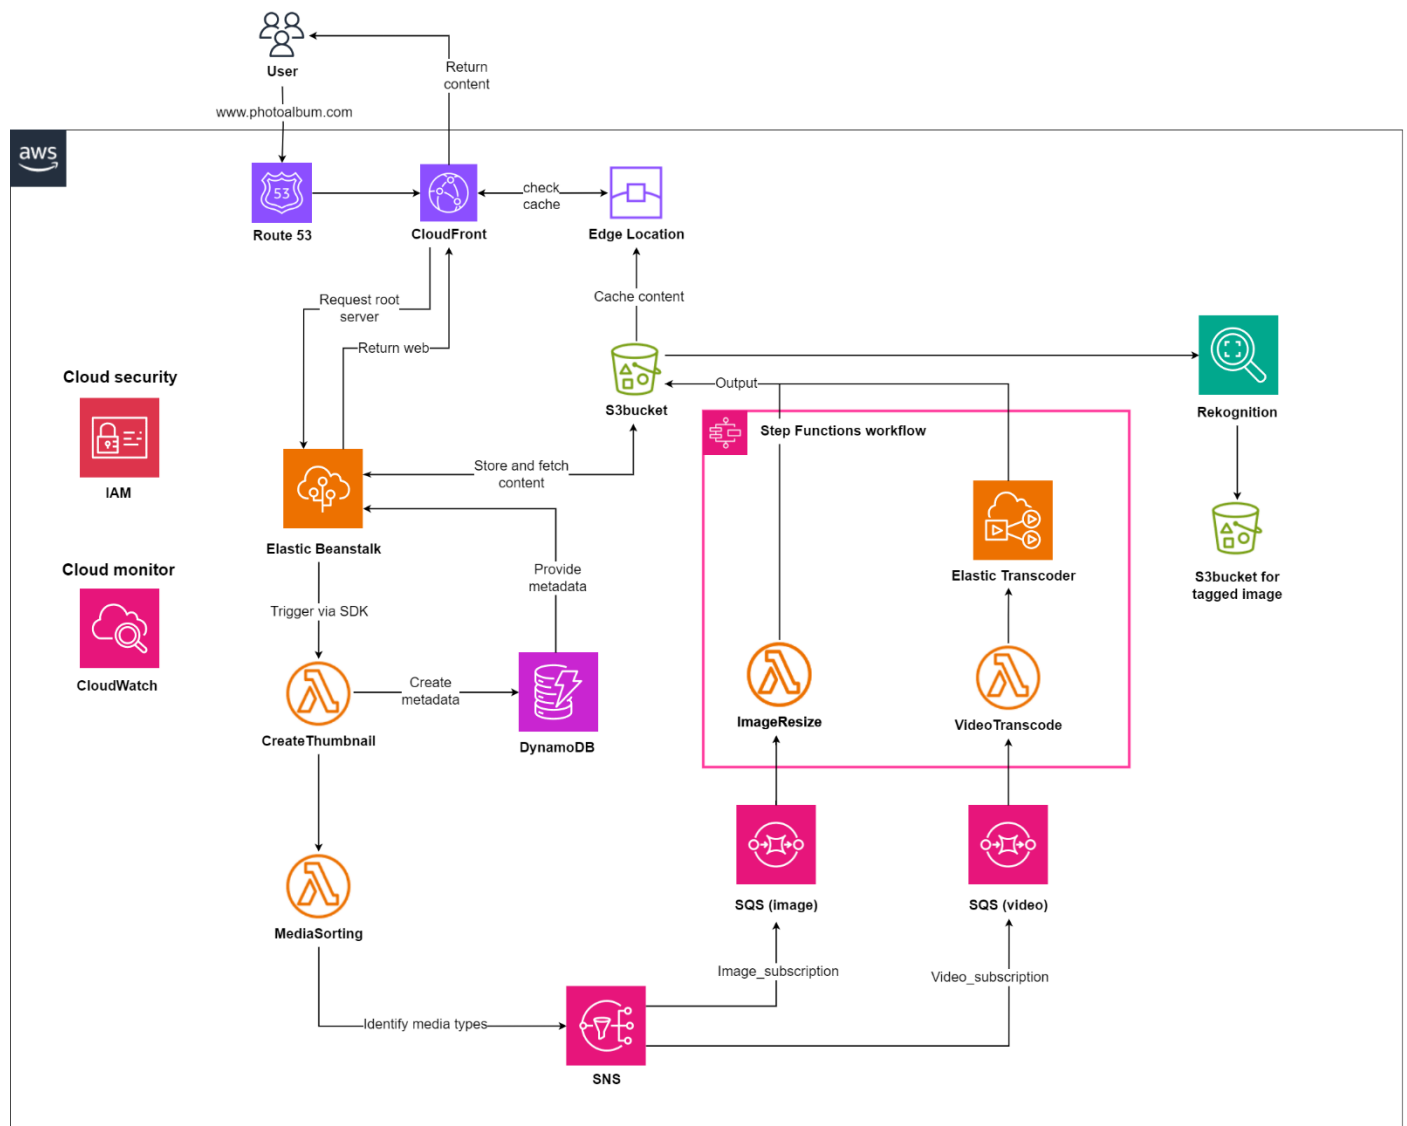 User
Return
content
www.photoalbum.com
aws
53
check
cache
Route 53
CloudFront
Edge Location
Request root
server
Cache content
Return web
Cloud security
Output
S3bucket
Rekognition
Step Functions workflow
Store and fetch
content
IAM
Elastic Beanstalk
Cloud monitor
Provide
metadata
Elastic Transcoder
S3bucket for
tagged image
Trigger via SDK
CloudWatch
Create
metadata
CreateThumbnail
DynamoDB
ImageResize
VideoTranscode
SQS (image)
SQS (video)
MediaSorting
Image_subscription
Video_subscription
Identify media types
SNS